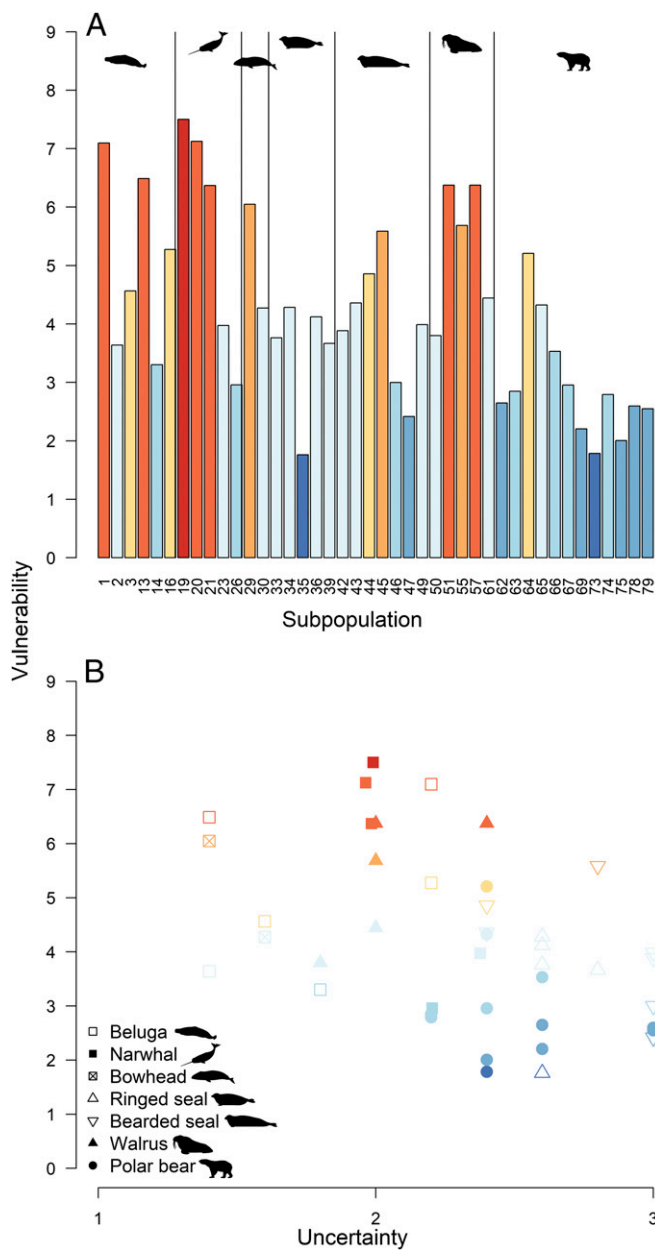 A
9
8
7
6
5
4
3
2
1
0
Vulnerability
1 2 3 13 14 16 19 20 21 23 26 29 30 33 34 35 36 39 42 43 44 45 46 47 49 50 51 55 57 61 62 63 64 65 66 67 69 73 74 75 78 79
Subpopulation
B
9
8
7
6
5
4
3
2
1
0
Beluga
Narwhal
Bowhead
Ringed seal
Bearded seal
Walrus
Polar bear
1 2 3
Uncertainty